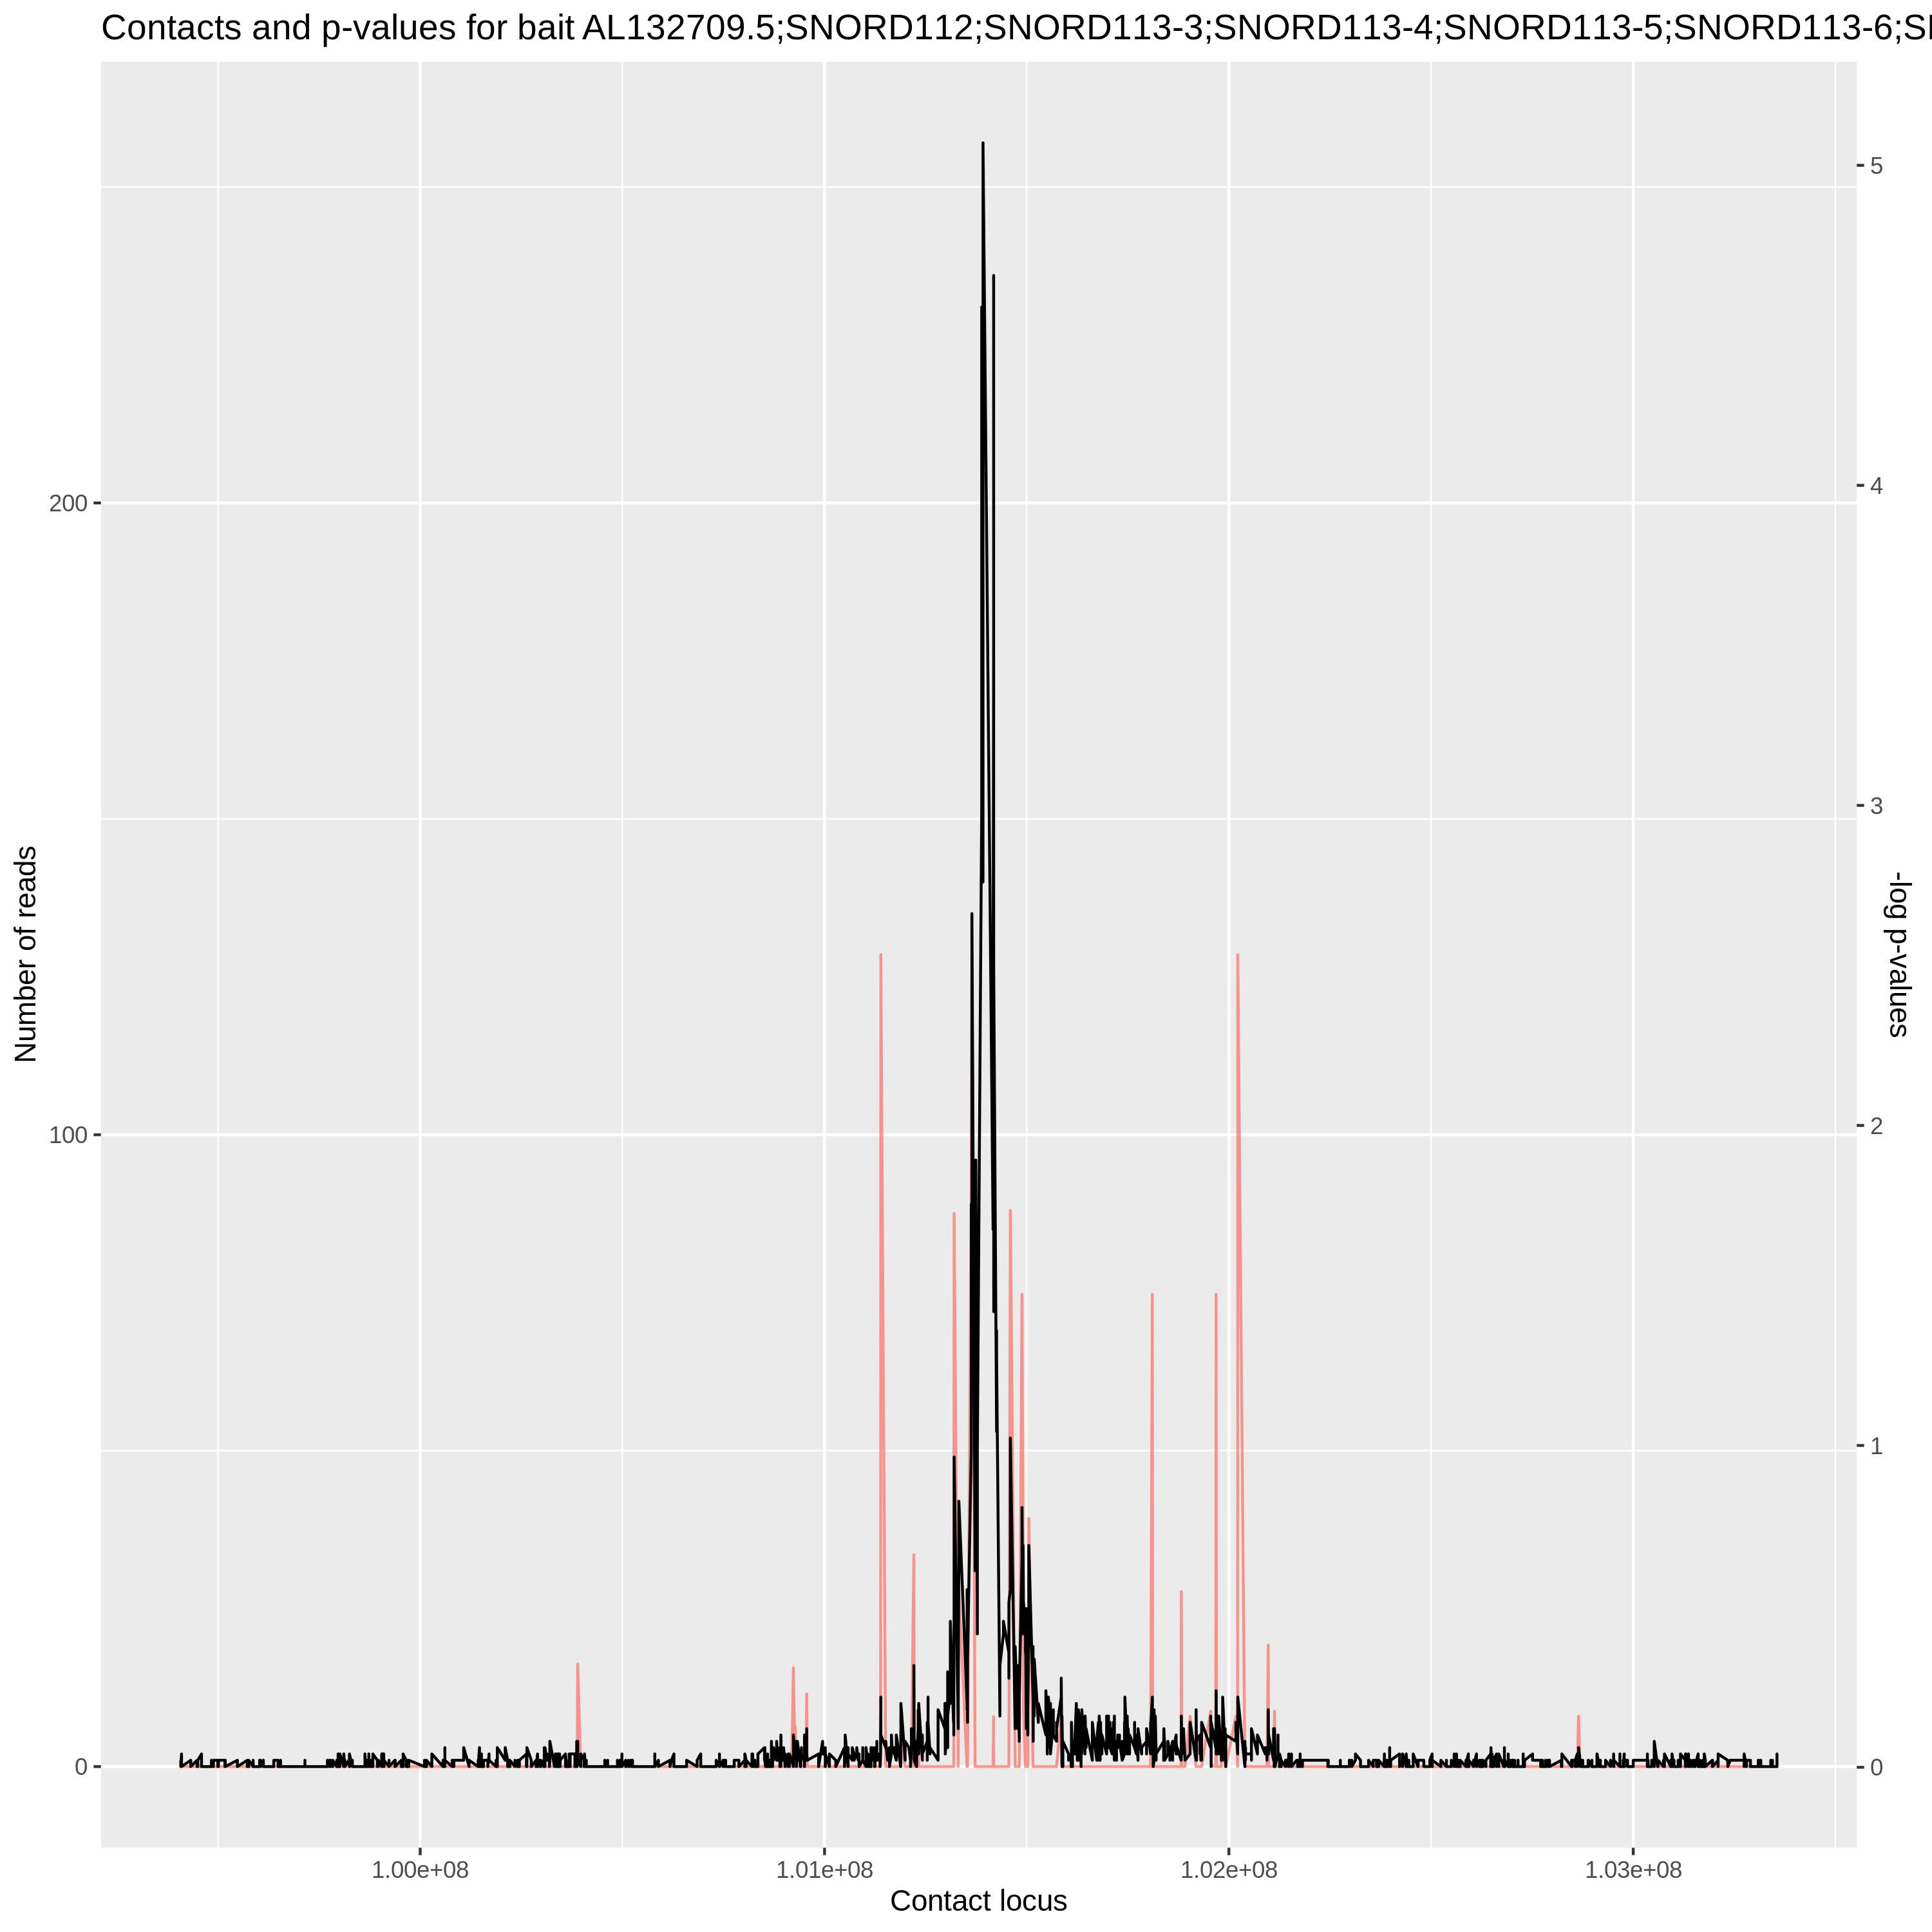 Contacts and p-values for bait AL132709.5;SNORD112;SNORD113-3;SNORD113-4;SNORD113-5;SNORD113-6;S
5
4
3
2
1
0
200
100
0
Number of reads
-log p-values
1.00e+08 1.01e+08 1.02e+08 1.03e+08
Contact locus